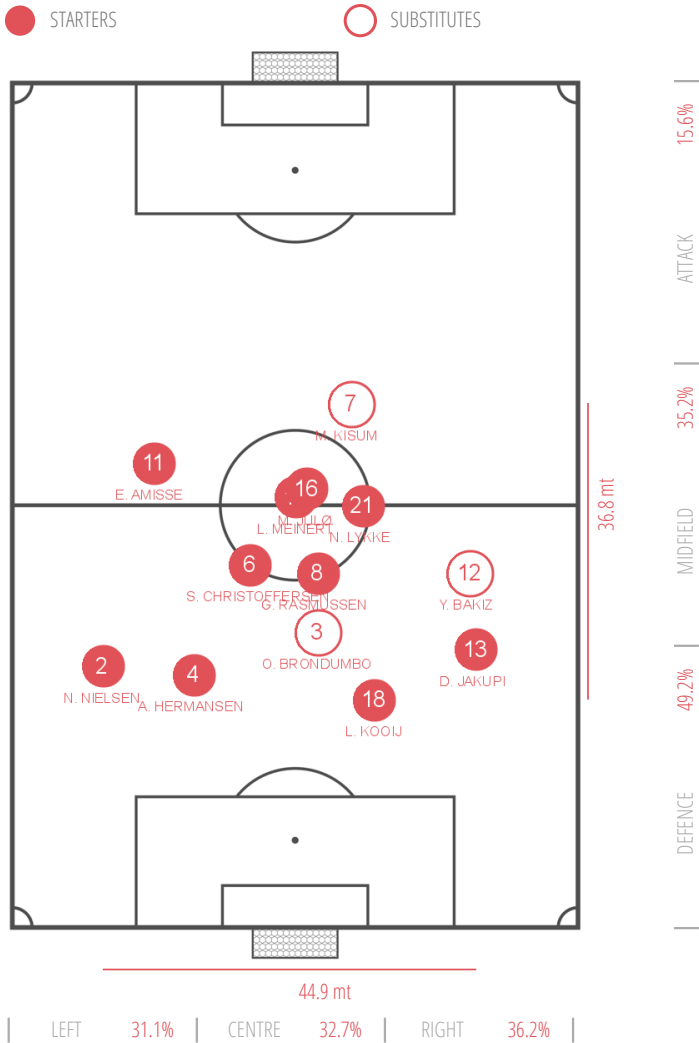 STARTERS
SUBSTITUTES
15.6%
ATTACK
35.2%
7
M. KISUM
11
E. AMISSE
16
M. JULØ
21
N. LYKKE
L. MEINERT
36.8 mt
MIDFIELD
6
S. CHRISTOFFERSEN
8
G. RASMUSSEN
12
Y. BAKIZ
3
O. BRONDUMBO
13
D. JAKUPI
2
N. NIELSEN
4
A. HERMANSEN
18
L. KOOIJ
49.2%
DEFENCE
44.9 mt
LEFT 31.1% CENTRE 32.7% RIGHT 36.2%